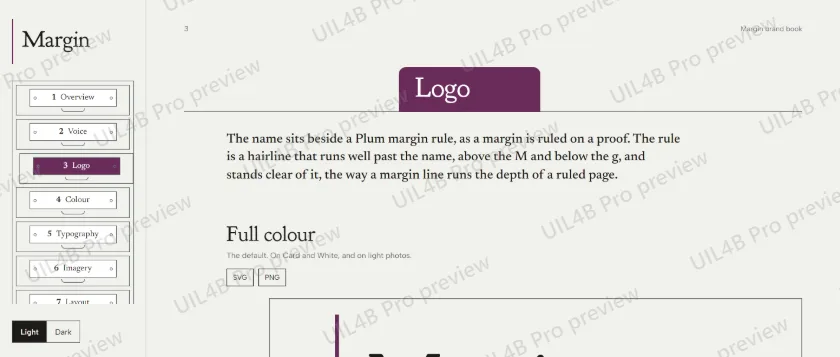 Margin
1 Overview
2 Voice
3 Logo
4 Colour
5 Typography
6 Imagery
7 Layout
Light Dark
3
Margin brand book
Logo
The name sits beside a Plum margin rule, as a margin is ruled on a proof. The rule
is a hairline that runs well past the name, above the M and below the g, and
stands clear of it, the way a margin line runs the depth of a ruled page.
Full colour
The default. On Card and White, and on light photos.
SVG PNG
UIL4B Pro preview